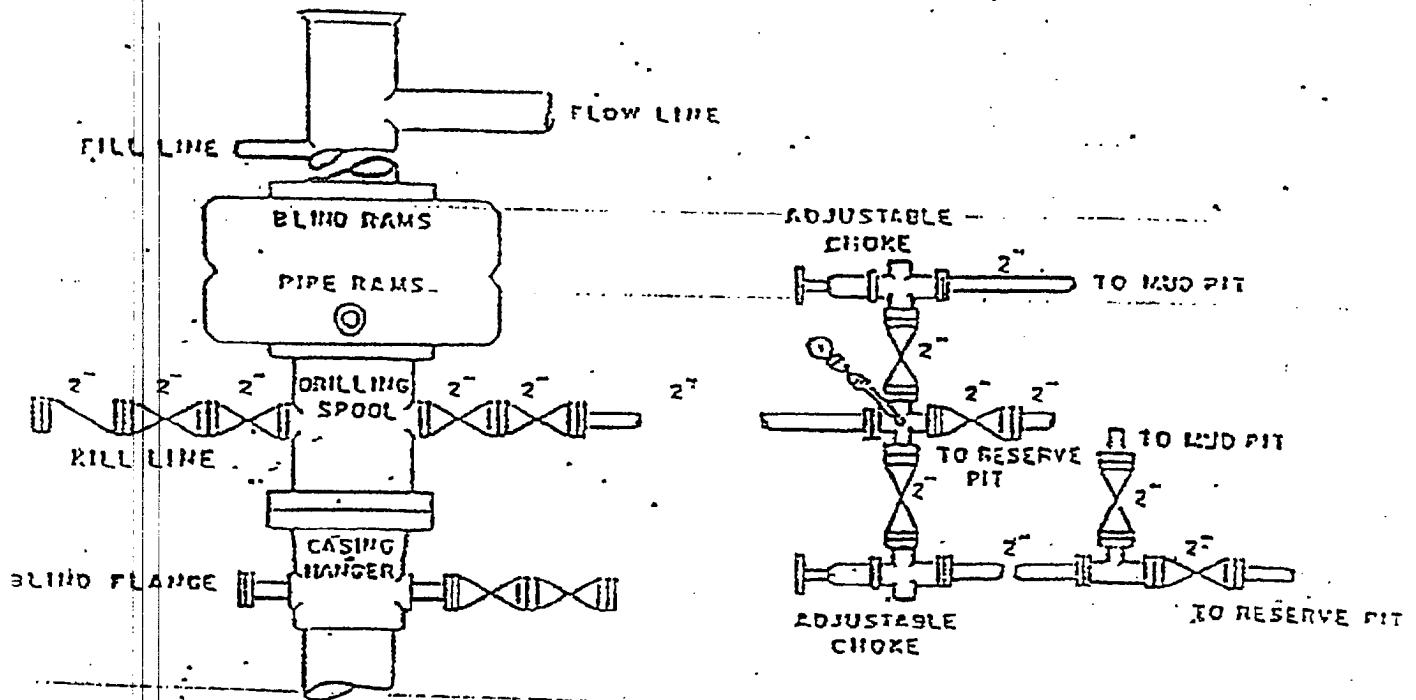 FLOW LINE
FILL LINE
BLIND RAMS
PIPE RAMS
DRILLING
SPOOL
2"
2"
2"
2"
2"
2"
KILL LINE
CASING
HANGER
BLIND FLANGE
ADJUSTABLE
CHOKE
2"
TO MUD PIT
2"
2"
2"
TO RESERVE
PIT
2"
TO MUD PIT
2"
2"
2"
TO RESERVE PIT
ADJUSTABLE
CHOKE